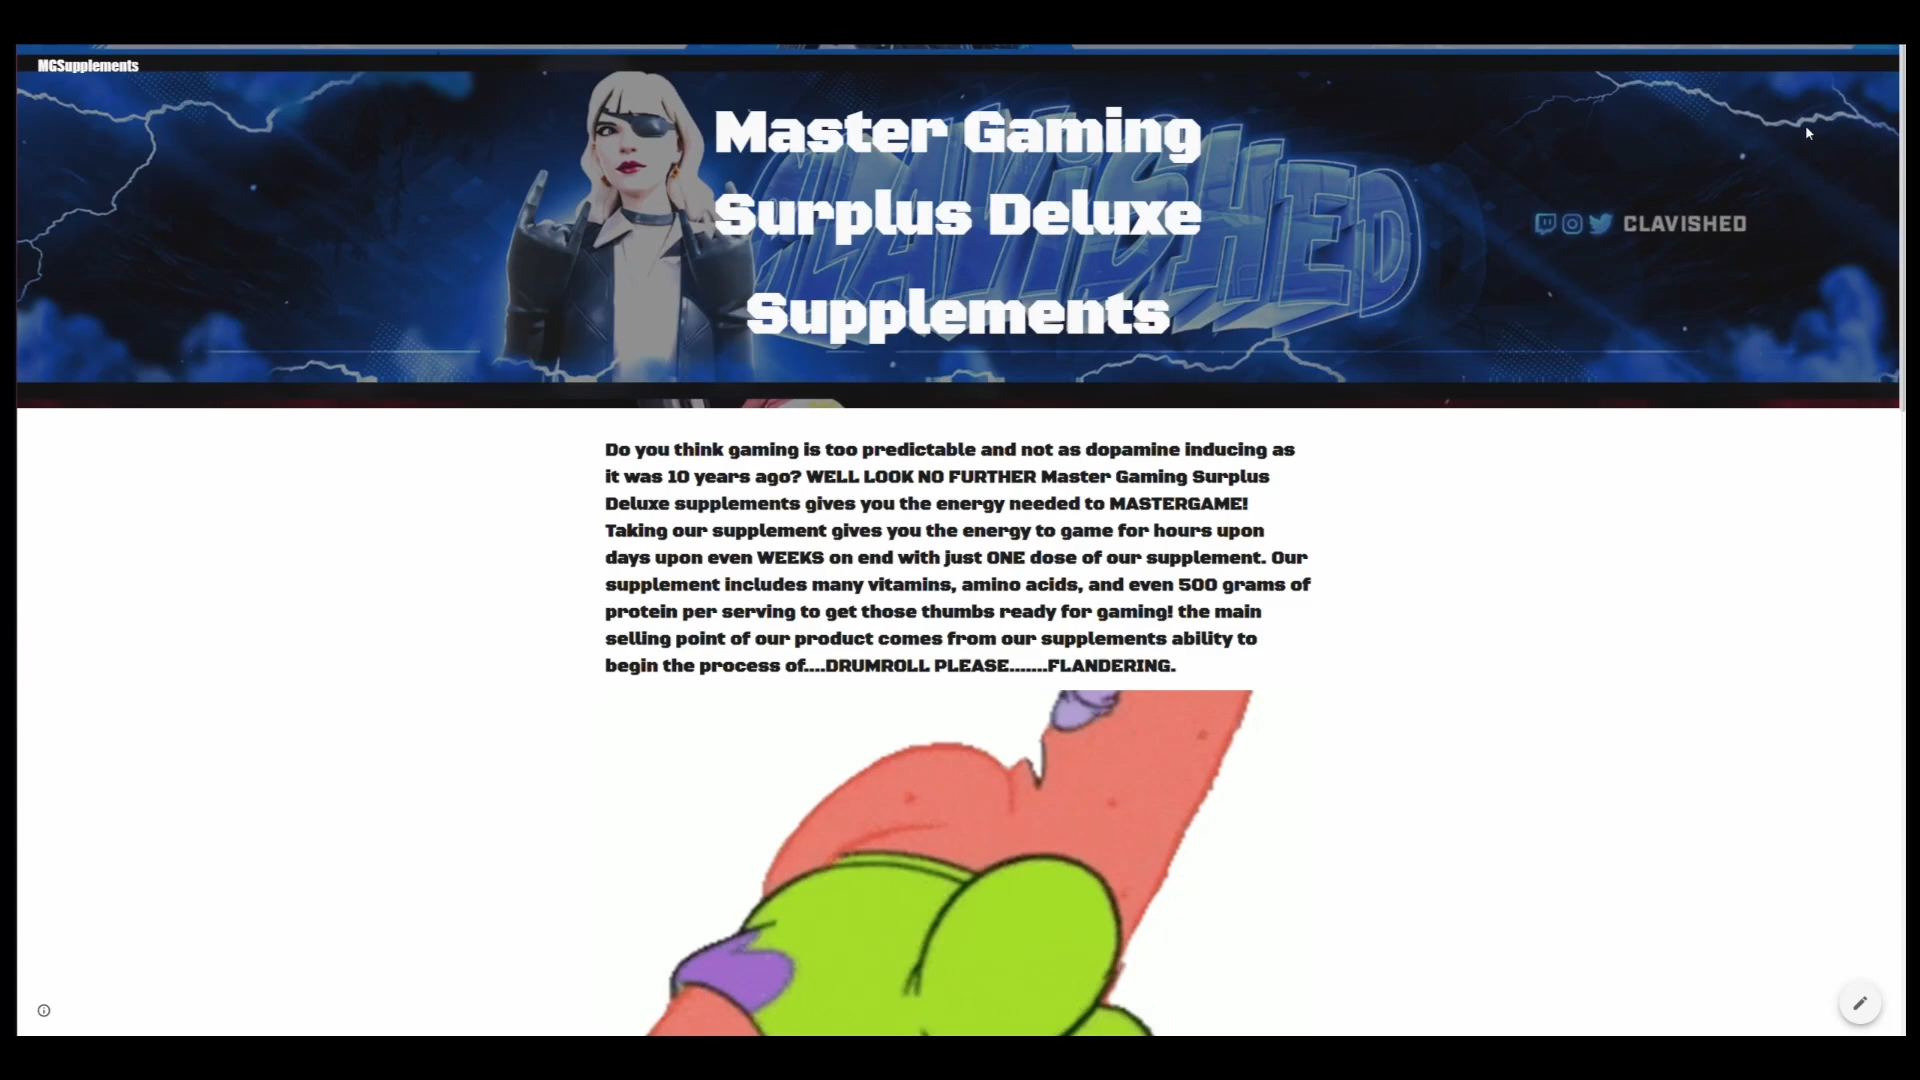 MGSupplements
Master Gaming
Surplus Deluxe
Supplements
CLAVISHED
CLAVISHED
Do you think gaming is too predictable and not as dopamine inducing as
it was 10 years ago? WELL LOOK NO FURTHER Master Gaming Surplus
Deluxe supplements gives you the energy needed to MASTERGAME!
Taking our supplement gives you the energy to game for hours upon
days upon even WEEKS on end with just ONE dose of our supplement. Our
supplement includes many vitamins, amino acids, and even 500 grams of
protein per serving to get those thumbs ready for gaming! the main
selling point of our product comes from our supplements ability to
begin the process of....DRUMROLL PLEASE.......FLANDERING.